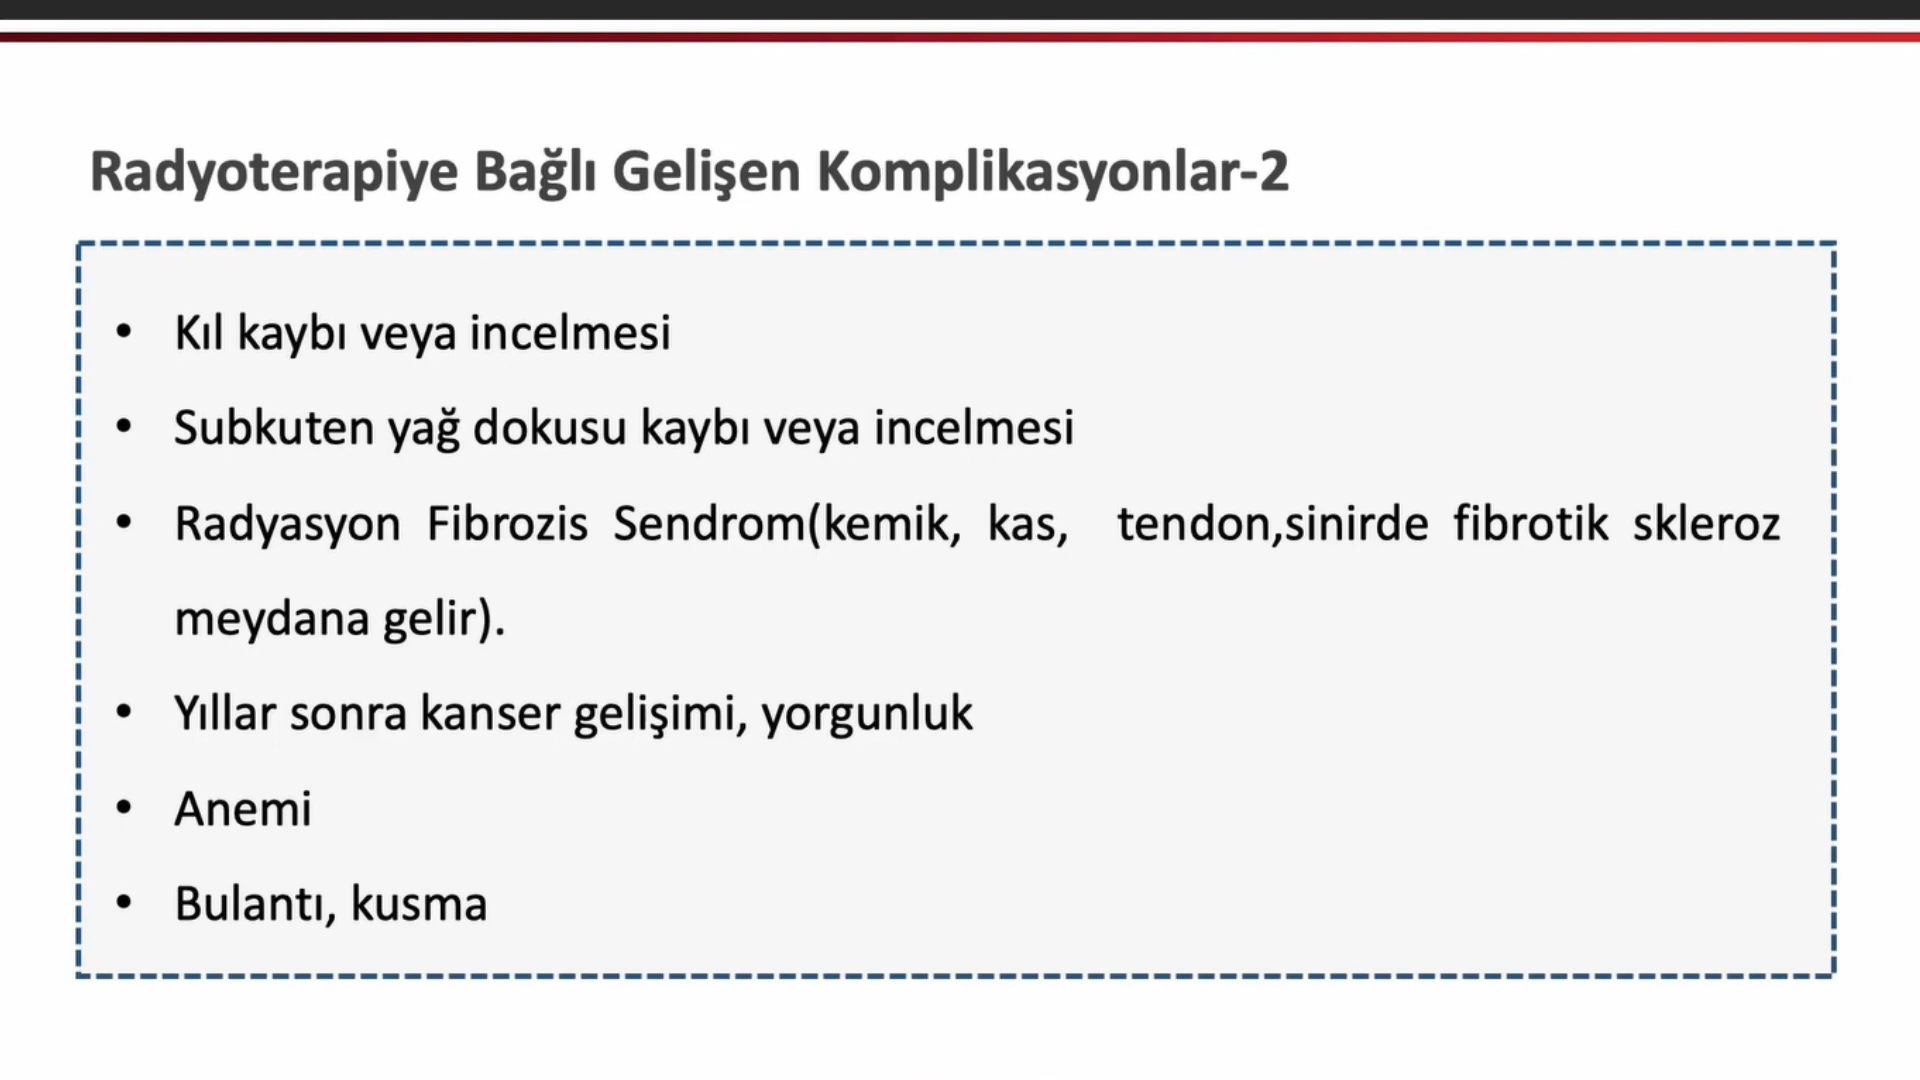 Radyoterapiye Bağlı Gelişen Komplikasyonlar-2
• Kıl kaybı veya incelmesi
• Subkuten yağ dokusu kaybı veya incelmesi
• Radyasyon Fibrozis Sendrom(kemik, kas, tendon,sinirde fibrotik skleroz
meydana gelir).
• Yıllar sonra kanser gelişimi, yorgunluk
• Anemi
• Bulantı, kusma